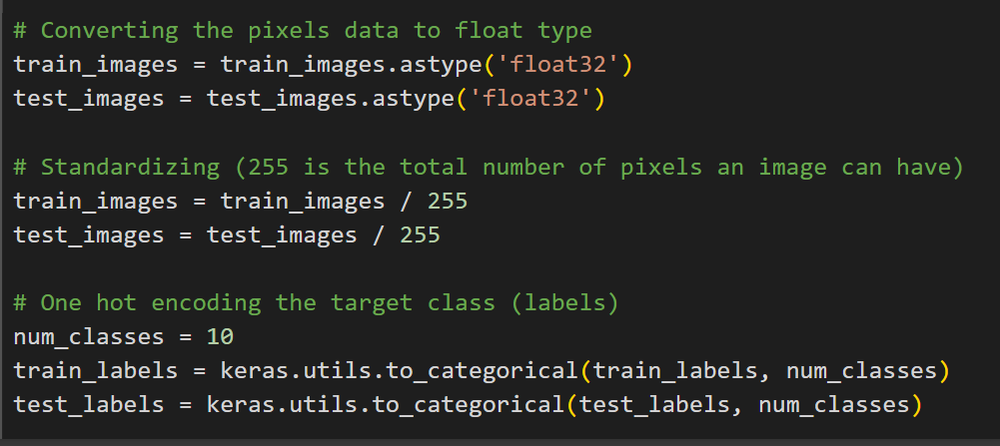 # Converting the pixels data to float type
train_images = train_images.astype('float32')
test_images = test_images.astype('float32')
# Standardizing (255 is the total number of pixels an image can have)
train_images = train_images / 255
test_images = test_images / 255
# One hot encoding the target class (labels)
num_classes = 10
train_labels = keras.utils.to_categorical(train_labels, num_classes)
test_labels = keras.utils.to_categorical(test_labels, num_classes)